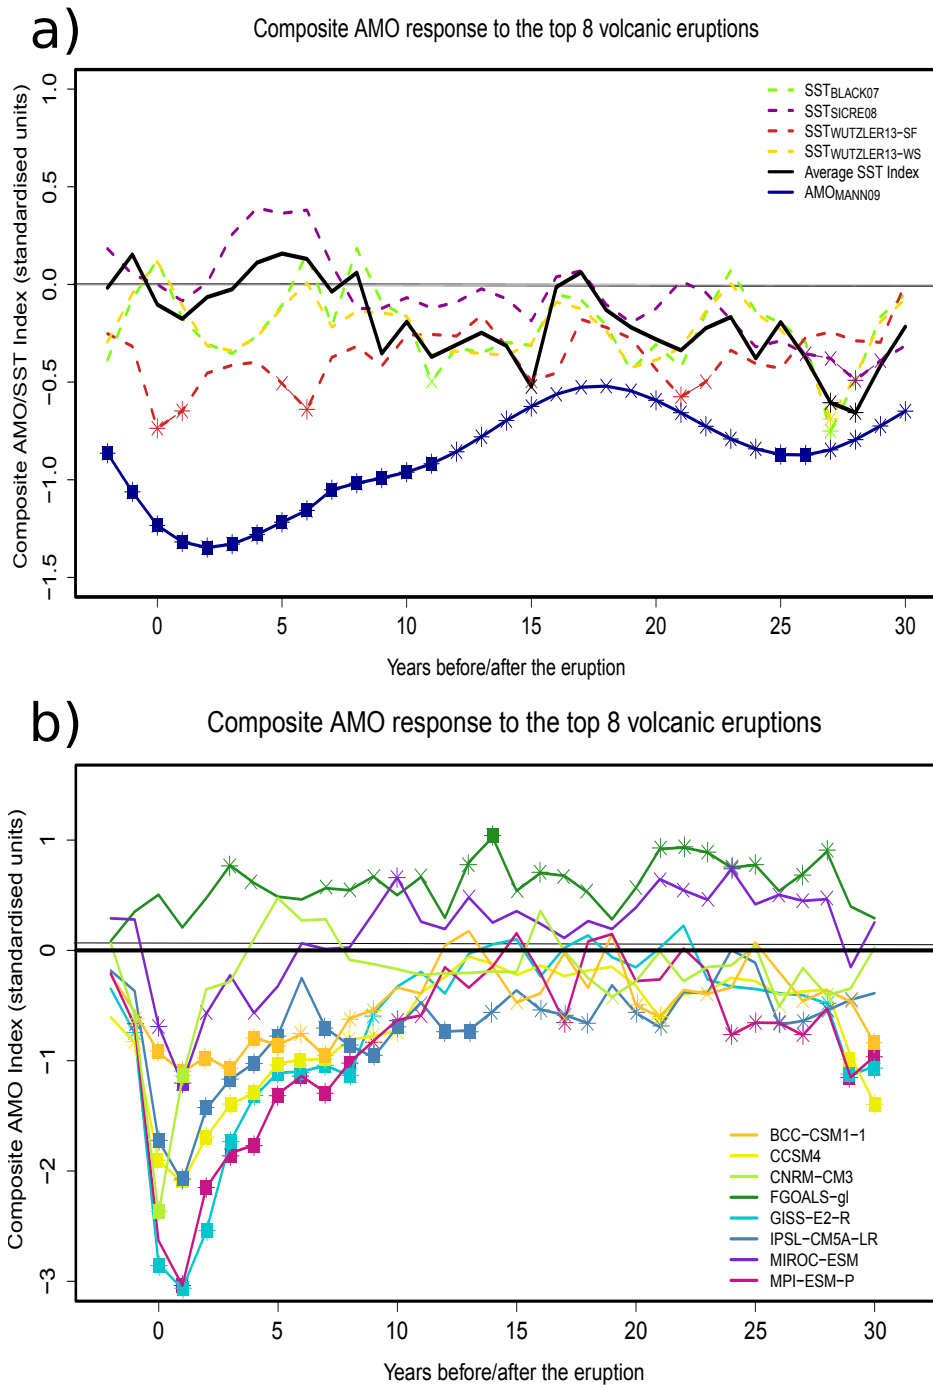 a)
Composite AMO response to the top 8 volcanic eruptions
Composite AMO/SST Index (standardised units)
1.0
0.5
0.0
−0.5
−1.0
−1.5
SSTBLACK07
SSTSICRE08
SSTWUTZLER13−SF
SSTWUTZLER13−WS
Average SST Index
AMOMANN09
0 5 10 15 20 25 30
Years before/after the eruption
b)
Composite AMO response to the top 8 volcanic eruptions
Composite AMO Index (standardised units)
1
0
−1
−2
−3
BCC−CSM1−1
CCSM4
CNRM−CM3
FGOALS−gl
GISS−E2−R
IPSL−CM5A−LR
MIROC−ESM
MPI−ESM−P
0 5 10 15 20 25 30
Years before/after the eruption